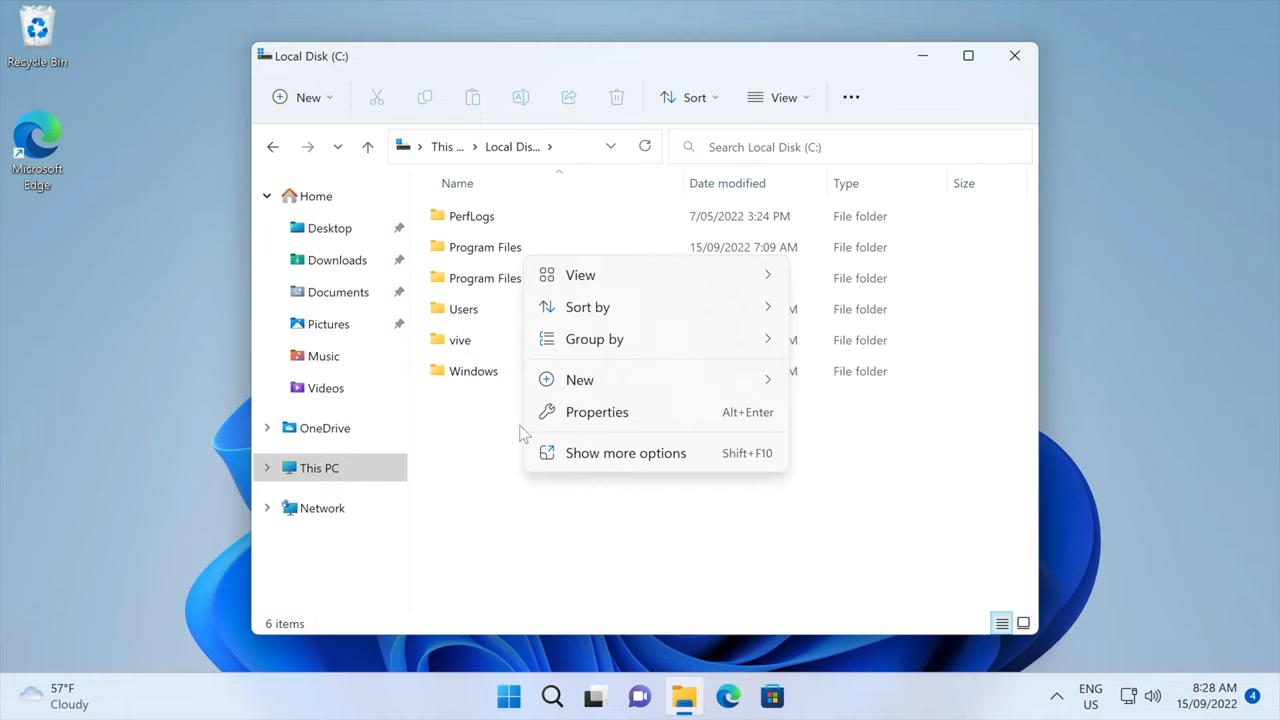 Recycle Bin
Microsoft
Edge
Local Disk (C:)
New
Sort
View
This ...
Local Dis...
Search Local Disk (C:)
Name
Date modified
Type
Size
Home
Desktop
Downloads
Documents
Pictures
Music
Videos
OneDrive
This PC
Network
PerfLogs 7/05/2022 3:24 PM File folder
Program Files 15/09/2022 7:09 AM File folder
Program Files File folder
Users M File folder
vive M File folder
Windows M File folder
View
Sort by
Group by
New
Properties Alt+Enter
Show more options Shift+F10
6 items
57°F
Cloudy
ENG
US
8:28 AM
15/09/2022
4